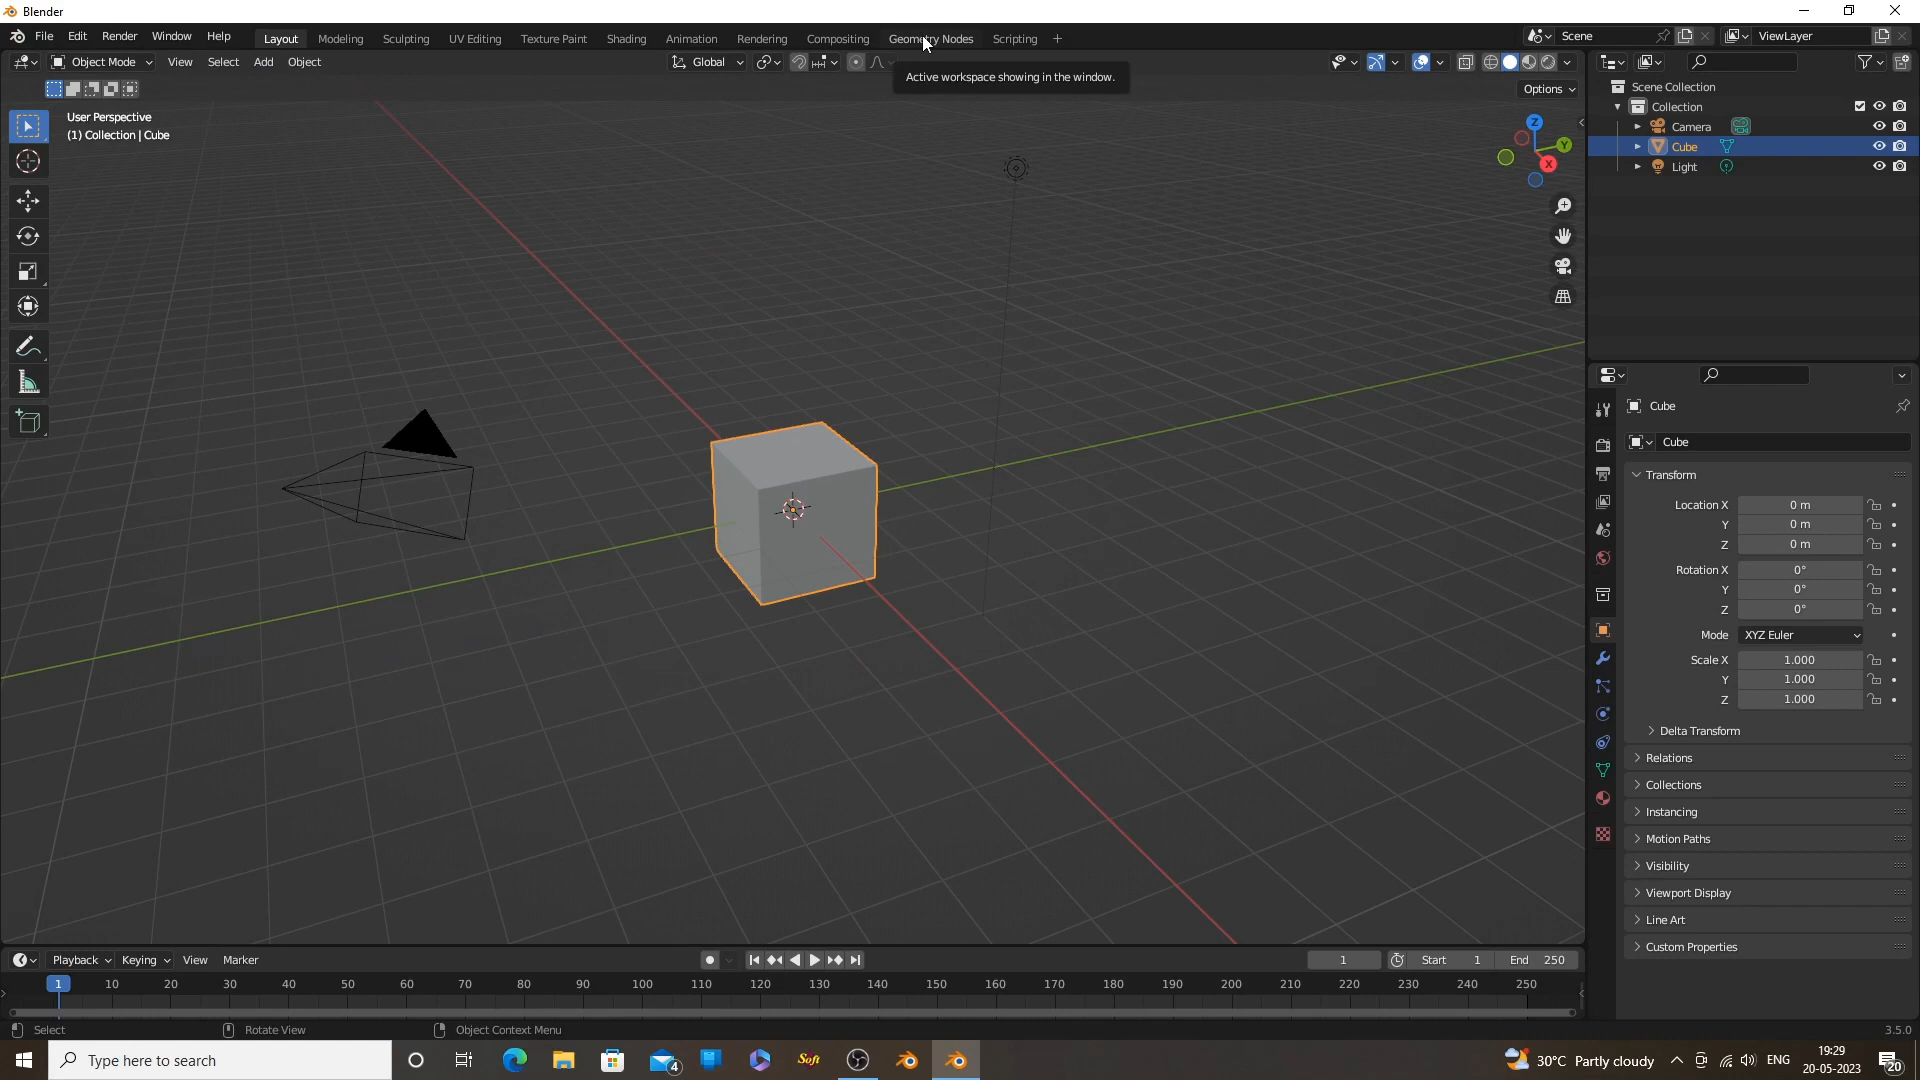 Blender
File Edit Render Window Help Layout Modeling Sculpting UV Editing Texture Paint Shading Animation Rendering Compositing Geometry Nodes Scripting + Scene ViewLayer
Object Mode View Select Add Object Global
Active workspace showing in the window.
Options
User Perspective
(1) Collection | Cube
Z
Y
X
Scene Collection
Collection
Camera
Cube
Light
Cube
Cube
Transform
Location X 0 m
Y 0 m
Z 0 m
Rotation X 0°
Y 0°
Z 0°
Mode XYZ Euler
Scale X 1.000
Y 1.000
Z 1.000
Delta Transform
Relations
Collections
Instancing
Motion Paths
Visibility
Viewport Display
Line Art
Custom Properties
Playback Keying View Marker 1 Start 1 End 250
1 10 20 30 40 50 60 70 80 90 100 110 120 130 140 150 160 170 180 190 200 210 220 230 240 250
Select Rotate View Object Context Menu 3.5.0
Type here to search 4 Soft 30°C Partly cloudy ENG 19:29
20-05-2023 20